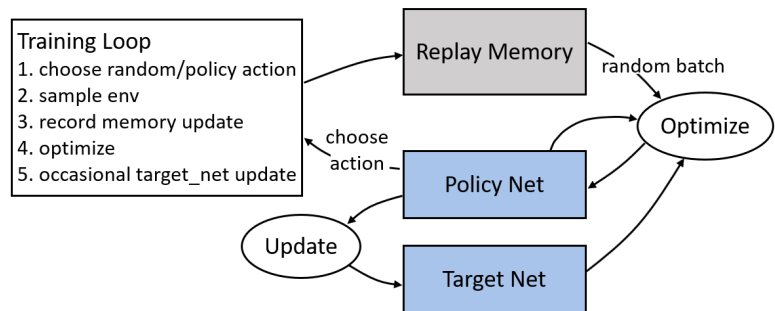 Training Loop
1. choose random/policy action
2. sample env
3. record memory update
4. optimize
5. occasional target_net update
Replay Memory
random batch
Optimize
choose
action
Policy Net
Update
Target Net